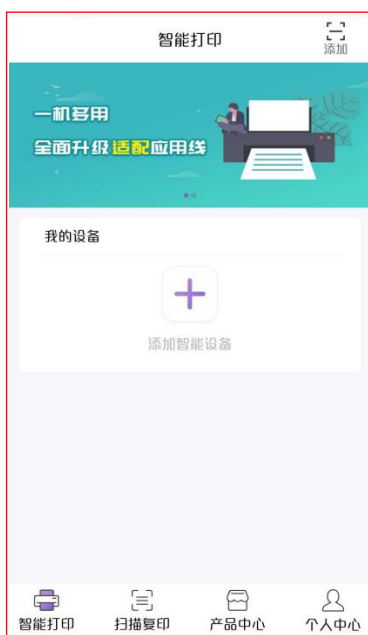 智能打印
添加
一机多用
全面升级适配应用线
我的设备
添加智能设备
智能打印
扫描复印
产品中心
个人中心